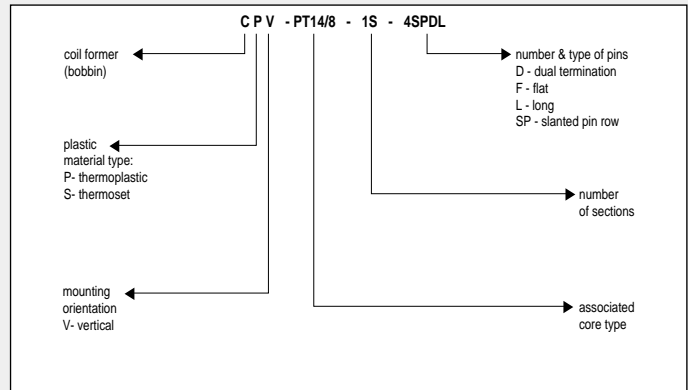 C P V - PT14/8 - 1S - 4SPDL
coil former
(bobbin)
number & type of pins
D - dual termination
F - flat
L - long
SP - slanted pin row
plastic
material type:
P- thermoplastic
S- thermoset
number
of sections
mounting
orientation
V- vertical
associated
core type